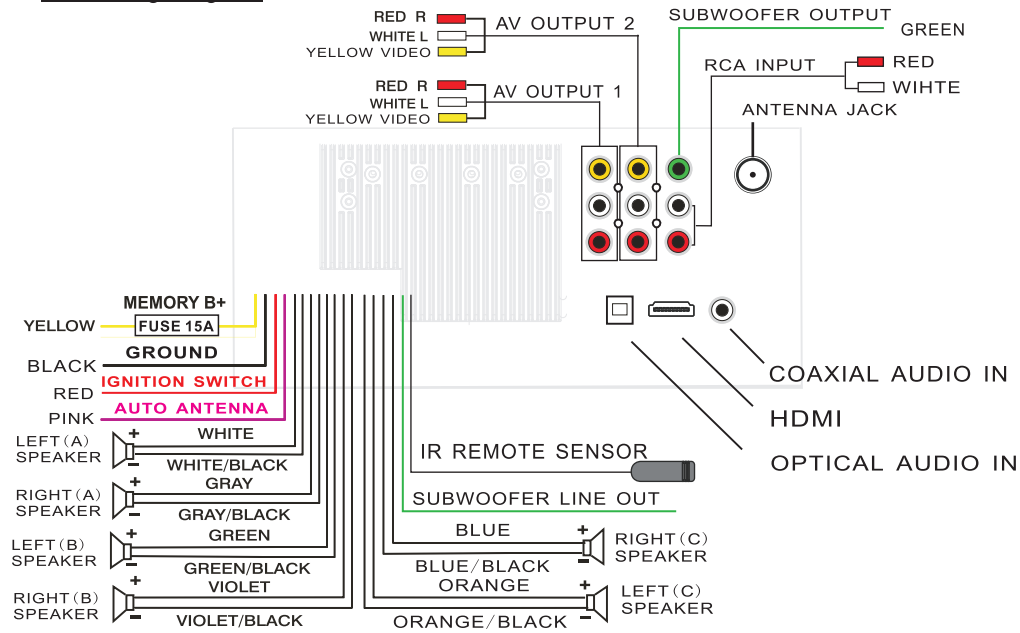 RED R
WHITE L
YELLOW VIDEO
AV OUTPUT 2
SUBWOOFER OUTPUT
GREEN
RED R
WHITE L
YELLOW VIDEO
AV OUTPUT 1
RCA INPUT
RED
WIHTE
ANTENNA JACK
MEMORY B+
YELLOW
FUSE 15A
GROUND
BLACK
IGNITION SWITCH
RED
AUTO ANTENNA
PINK
COAXIAL AUDIO IN
HDMI
OPTICAL AUDIO IN
LEFT (A)
SPEAKER
+
−
WHITE
WHITE/BLACK
RIGHT (A)
SPEAKER
+
−
GRAY
GRAY/BLACK
LEFT (B)
SPEAKER
+
−
GREEN
GREEN/BLACK
RIGHT (B)
SPEAKER
+
−
VIOLET
VIOLET/BLACK
IR REMOTE SENSOR
SUBWOOFER LINE OUT
BLUE
BLUE/BLACK
+
−
RIGHT (C)
SPEAKER
ORANGE
ORANGE/BLACK
+
−
LEFT (C)
SPEAKER